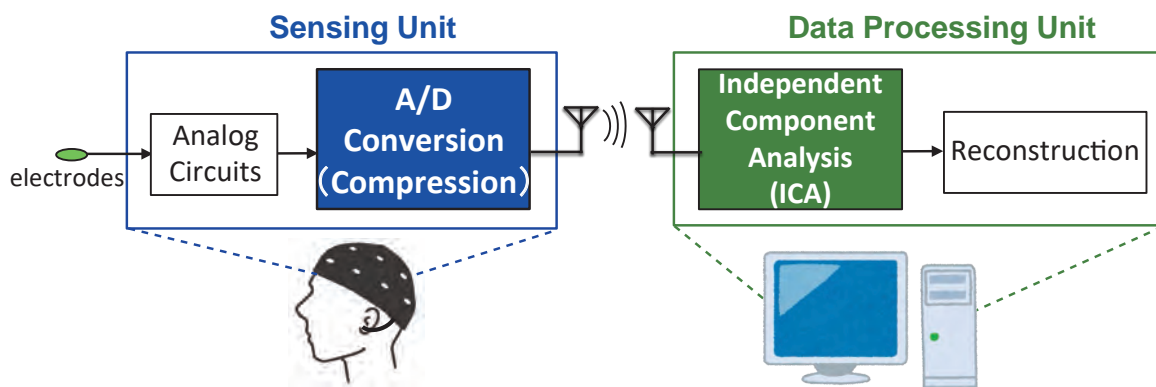 Sensing Unit
Data Processing Unit
electrodes
Analog
Circuits
A/D
Conversion
(Compression)
Independent
Component
Analysis
(ICA)
Reconstruction